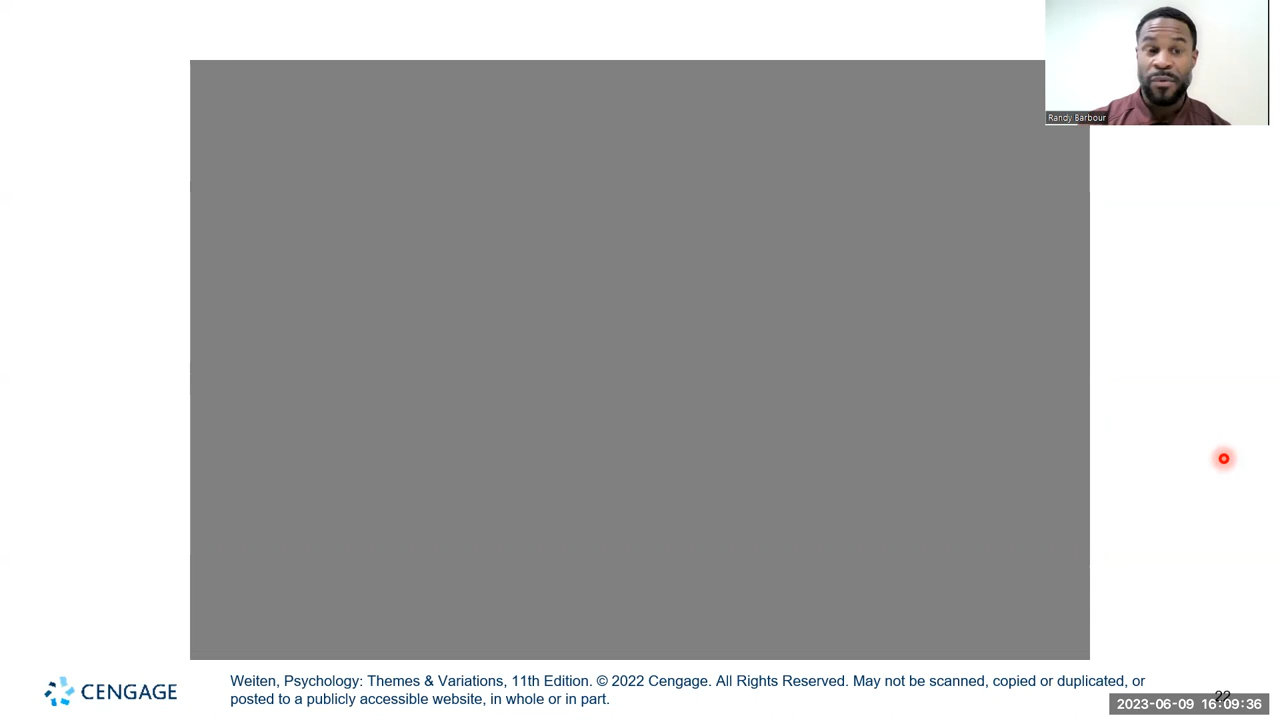 Randy Barbour
CENGAGE
Weiten, Psychology: Themes & Variations, 11th Edition. © 2022 Cengage. All Rights Reserved. May not be scanned, copied or duplicated, or
posted to a publicly accessible website, in whole or in part.
22
2023-06-09 16:09:36